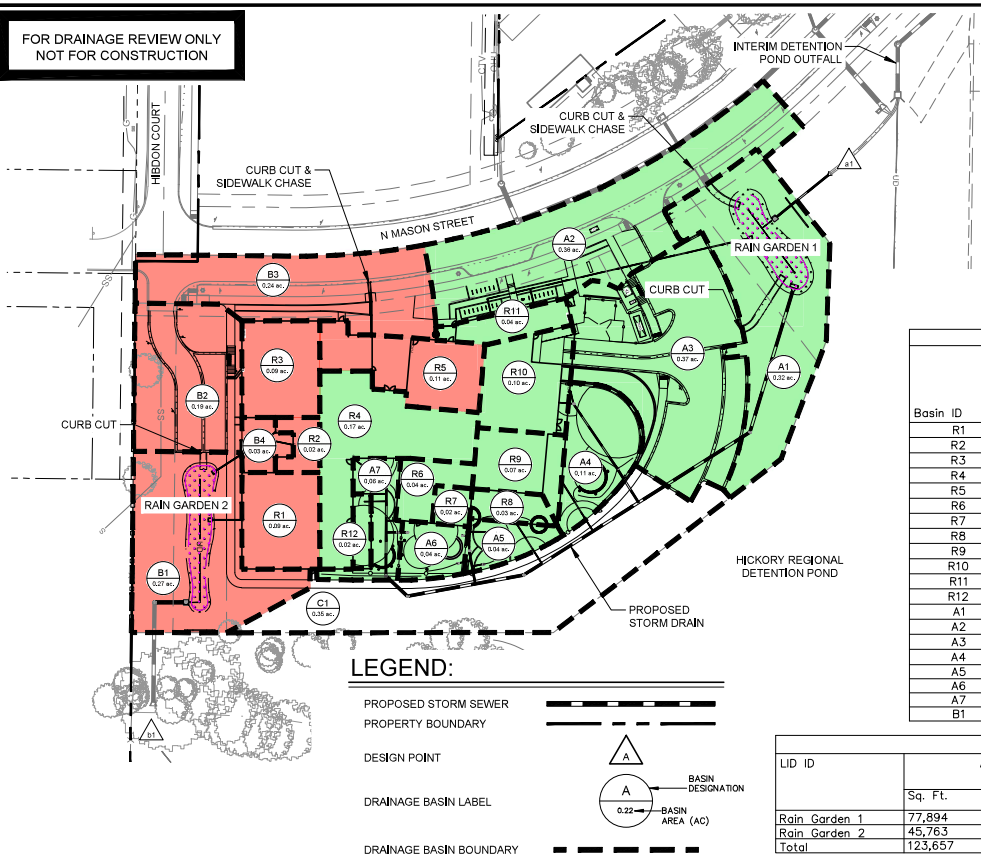 FOR DRAINAGE REVIEW ONLY
NOT FOR CONSTRUCTION
INTERIM DETENTION
POND OUTFALL
CTV
HIBDON COURT
CURB CUT &
SIDEWALK CHASE
CURB CUT &
SIDEWALK CHASE
N MASON STREET
a1
UD
A2
0.36 ac.
RAIN GARDEN 1
B3
0.24 ac.
CURB CUT
R11
0.04 ac.
SS
R3
0.09 ac.
R5
0.11 ac.
R10
0.10 ac.
A3
0.37 ac.
A1
0.32 ac.
B2
0.19 ac.
R4
0.17 ac.
CURB CUT
B4
0.03 ac.
R2
0.02 ac.
A7
0.06 ac.
R6
0.04 ac.
R9
0.07 ac.
A4
0.11 ac.
RAIN GARDEN 2
R1
0.09 ac.
R7
0.02 ac.
R8
0.03 ac.
R12
0.02 ac.
A6
0.04 ac.
A5
0.04 ac.
HICKORY REGIONAL
DETENTION POND
B1
0.27 ac.
C1
0.35 ac.
PROPOSED
STORM DRAIN
b1
Basin ID
R1
R2
R3
R4
R5
R6
R7
R8
R9
R10
R11
R12
A1
A2
A3
A4
A5
A6
A7
B1
LEGEND:
PROPOSED STORM SEWER
PROPERTY BOUNDARY
DESIGN POINT
A
DRAINAGE BASIN LABEL
A
0.22
BASIN
DESIGNATION
BASIN
AREA (AC)
DRAINAGE BASIN BOUNDARY
LID ID
Sq. Ft.
Rain Garden 1 77,894
Rain Garden 2 45,763
Total 123,657